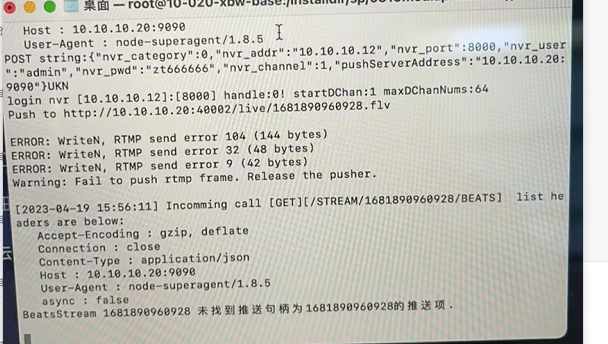 桌面 — root@10-020-xbw-base:/installdir/sp/
Host : 10.10.10.20:9090
User-Agent : node-superagent/1.8.5
POST string:{"nvr_category":0,"nvr_addr":"10.10.10.12","nvr_port":8000,"nvr_user
":"admin","nvr_pwd":"zt666666","nvr_channel":1,"pushServerAddress":"10.10.10.20:
9090"}UKN
login nvr [10.10.10.12]:[8000] handle:0! startDChan:1 maxDChanNums:64
Push to http://10.10.10.20:40002/live/1681890960928.flv
ERROR: WriteN, RTMP send error 104 (144 bytes)
ERROR: WriteN, RTMP send error 32 (48 bytes)
ERROR: WriteN, RTMP send error 9 (42 bytes)
Warning: Fail to push rtmp frame. Release the pusher.
[2023-04-19 15:56:11] Incomming call [GET][/STREAM/1681890960928/BEATS] list he
aders are below:
Accept-Encoding : gzip, deflate
Connection : close
Content-Type : application/json
Host : 10.10.10.20:9090
User-Agent : node-superagent/1.8.5
async : false
BeatsStream 1681890960928 未找到推送句柄为1681890960928的推送项.
云